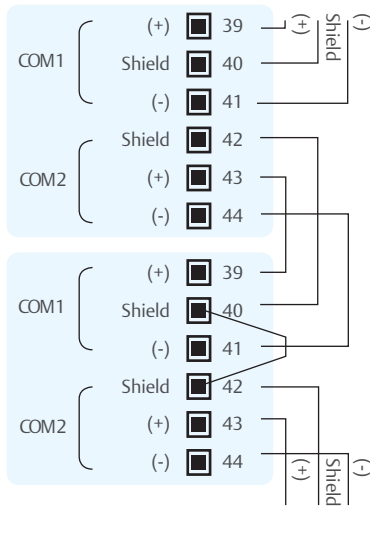 (+) 39 (+) Shield (-)
COM1 Shield 40
(-) 41
Shield 42
COM2 (+) 43
(-) 44
(+) 39
COM1 Shield 40
(-) 41
Shield 42
COM2 (+) 43
(-) 44 (+) Shield (-)